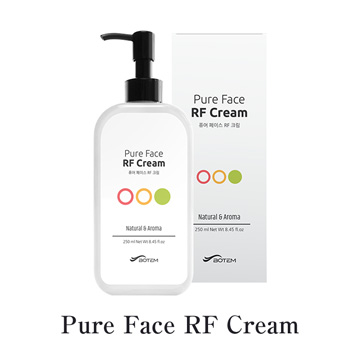 Pure Face
RF Cream
퓨어 페이스 RF 크림
Natural & Aroma
250 ml Net Wt 8.45 fl.oz
BOTEM
Pure Face
RF Cream
퓨어 페이스 RF 크림
Natural & Aroma
250 ml Net Wt 8.45 fl.oz
BOTEM
Pure Face RF Cream